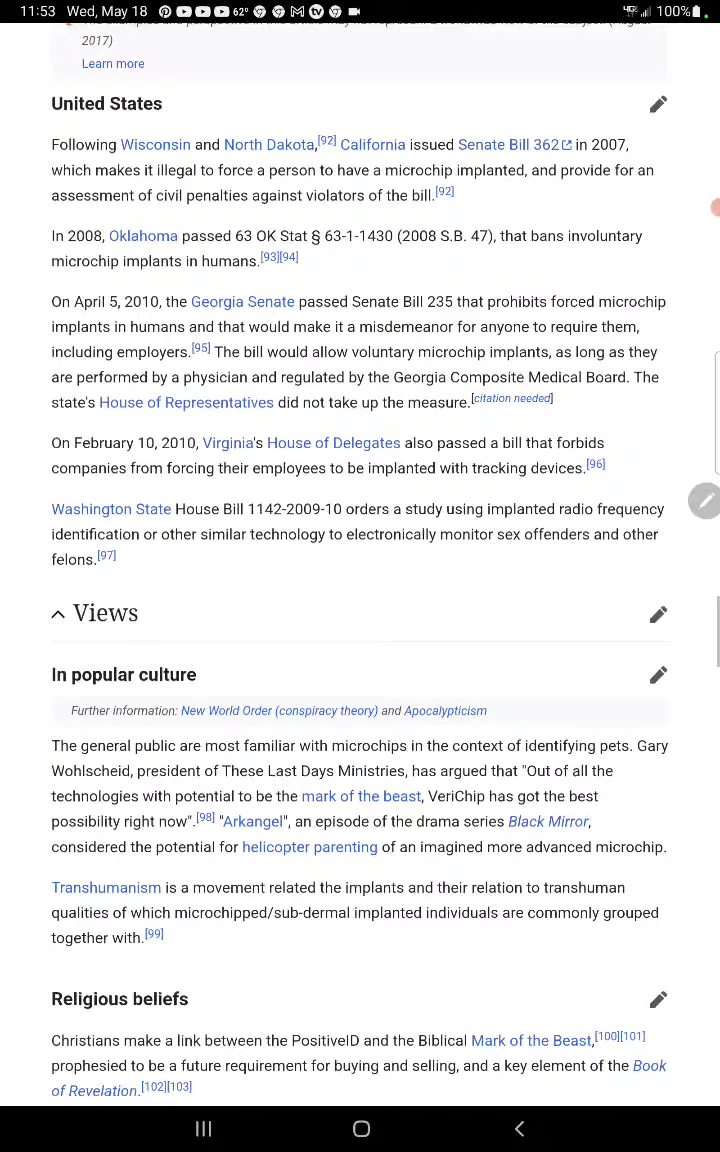 11:53 Wed, May 18 62° 100%
2017)
Learn more
United States
Following Wisconsin and North Dakota,[92] California issued Senate Bill 362 in 2007,
which makes it illegal to force a person to have a microchip implanted, and provide for an
assessment of civil penalties against violators of the bill.[92]
In 2008, Oklahoma passed 63 OK Stat § 63-1-1430 (2008 S.B. 47), that bans involuntary
microchip implants in humans.[93][94]
On April 5, 2010, the Georgia Senate passed Senate Bill 235 that prohibits forced microchip
implants in humans and that would make it a misdemeanor for anyone to require them,
including employers.[95] The bill would allow voluntary microchip implants, as long as they
are performed by a physician and regulated by the Georgia Composite Medical Board. The
state's House of Representatives did not take up the measure.[citation needed]
On February 10, 2010, Virginia's House of Delegates also passed a bill that forbids
companies from forcing their employees to be implanted with tracking devices.[96]
Washington State House Bill 1142-2009-10 orders a study using implanted radio frequency
identification or other similar technology to electronically monitor sex offenders and other
felons.[97]
Views
In popular culture
Further information: New World Order (conspiracy theory) and Apocalypticism
The general public are most familiar with microchips in the context of identifying pets. Gary
Wohlscheid, president of These Last Days Ministries, has argued that "Out of all the
technologies with potential to be the mark of the beast, VeriChip has got the best
possibility right now".[98] "Arkangel", an episode of the drama series Black Mirror,
considered the potential for helicopter parenting of an imagined more advanced microchip.
Transhumanism is a movement related the implants and their relation to transhuman
qualities of which microchipped/sub-dermal implanted individuals are commonly grouped
together with.[99]
Religious beliefs
Christians make a link between the PositiveID and the Biblical Mark of the Beast,[100][101]
prophesied to be a future requirement for buying and selling, and a key element of the Book
of Revelation.[102][103]